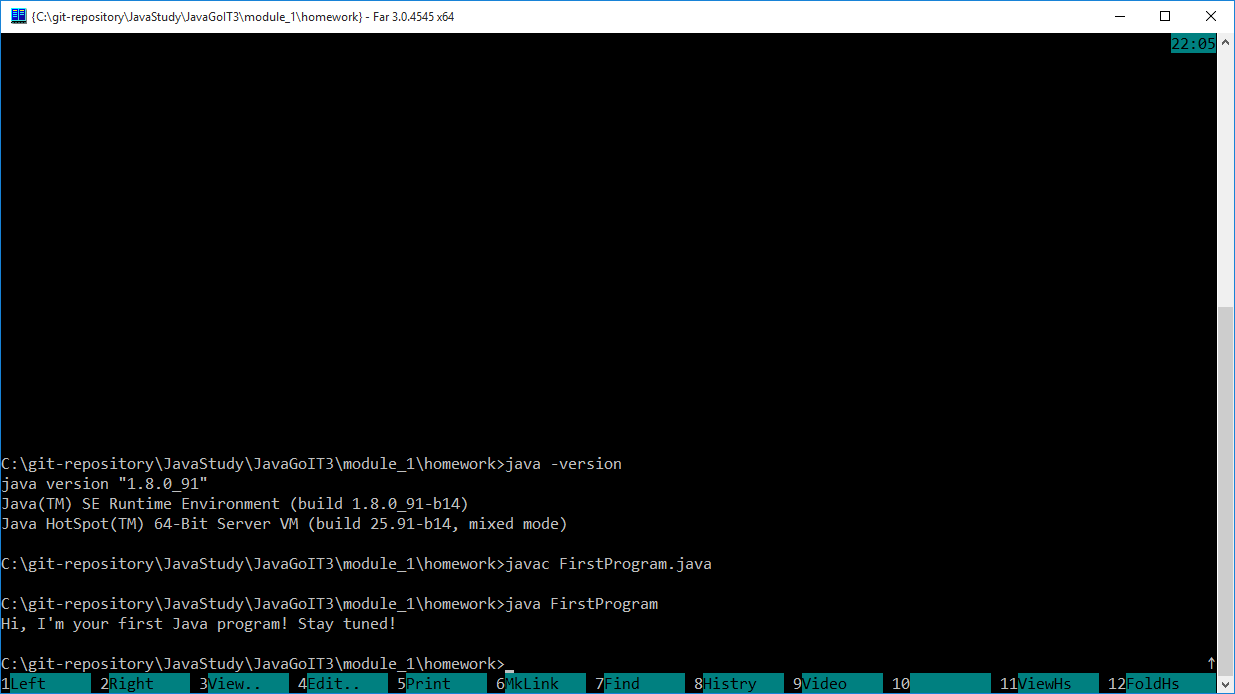 {C:\git-repository\JavaStudy\JavaGoIT3\module_1\homework} - Far 3.0.4545 x64
22:05
C:\git-repository\JavaStudy\JavaGoIT3\module_1\homework>java -version
java version "1.8.0_91"
Java(TM) SE Runtime Environment (build 1.8.0_91-b14)
Java HotSpot(TM) 64-Bit Server VM (build 25.91-b14, mixed mode)
C:\git-repository\JavaStudy\JavaGoIT3\module_1\homework>javac FirstProgram.java
C:\git-repository\JavaStudy\JavaGoIT3\module_1\homework>java FirstProgram
Hi, I'm your first Java program! Stay tuned!
C:\git-repository\JavaStudy\JavaGoIT3\module_1\homework>_
1Left 2Right 3View.. 4Edit.. 5Print 6MkLink 7Find 8Histry 9Video 10 11ViewHs 12FoldHs